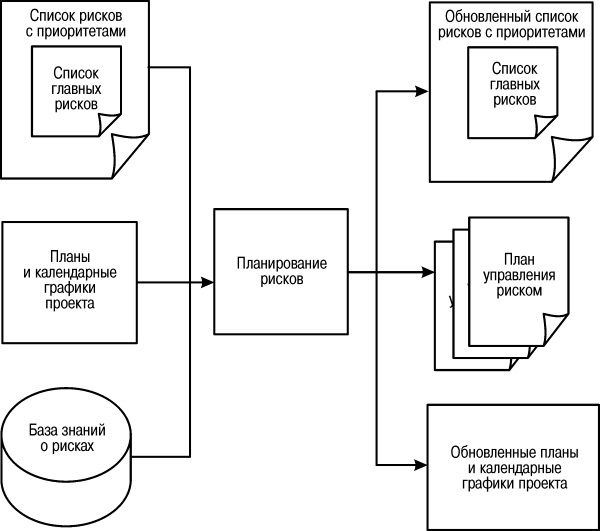 Список рисков
с приоритетами
Список
главных
рисков
Планы
и календарные
графики
проекта
База знаний
о рисках
Планирование
рисков
Обновленный список
рисков с приоритетами
Список
главных
рисков
План
управления
риском
Обновленные планы
и календарные
графики проекта